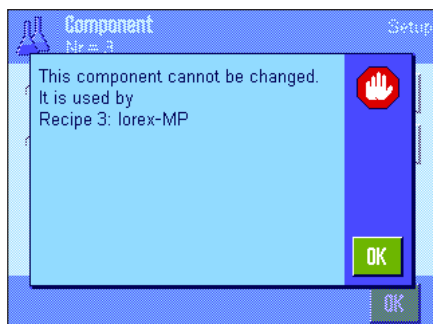 Component
Setup
Nr = 3
This component cannot be changed.
It is used by
Recipe 3: lorex-MP
OK
OK